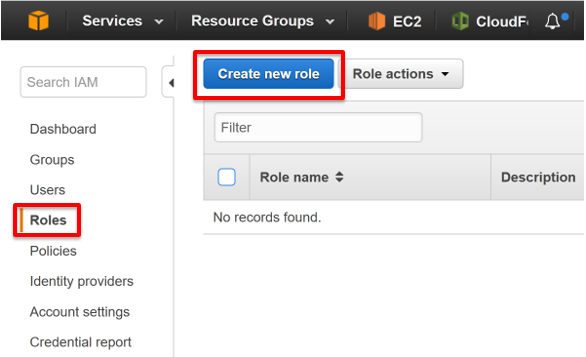 Services Resource Groups EC2 CloudF
Search IAM
Create new role Role actions
Filter
Dashboard
Groups
Role name Description
Users
Roles
No records found.
Policies
Identity providers
Account settings
Credential report